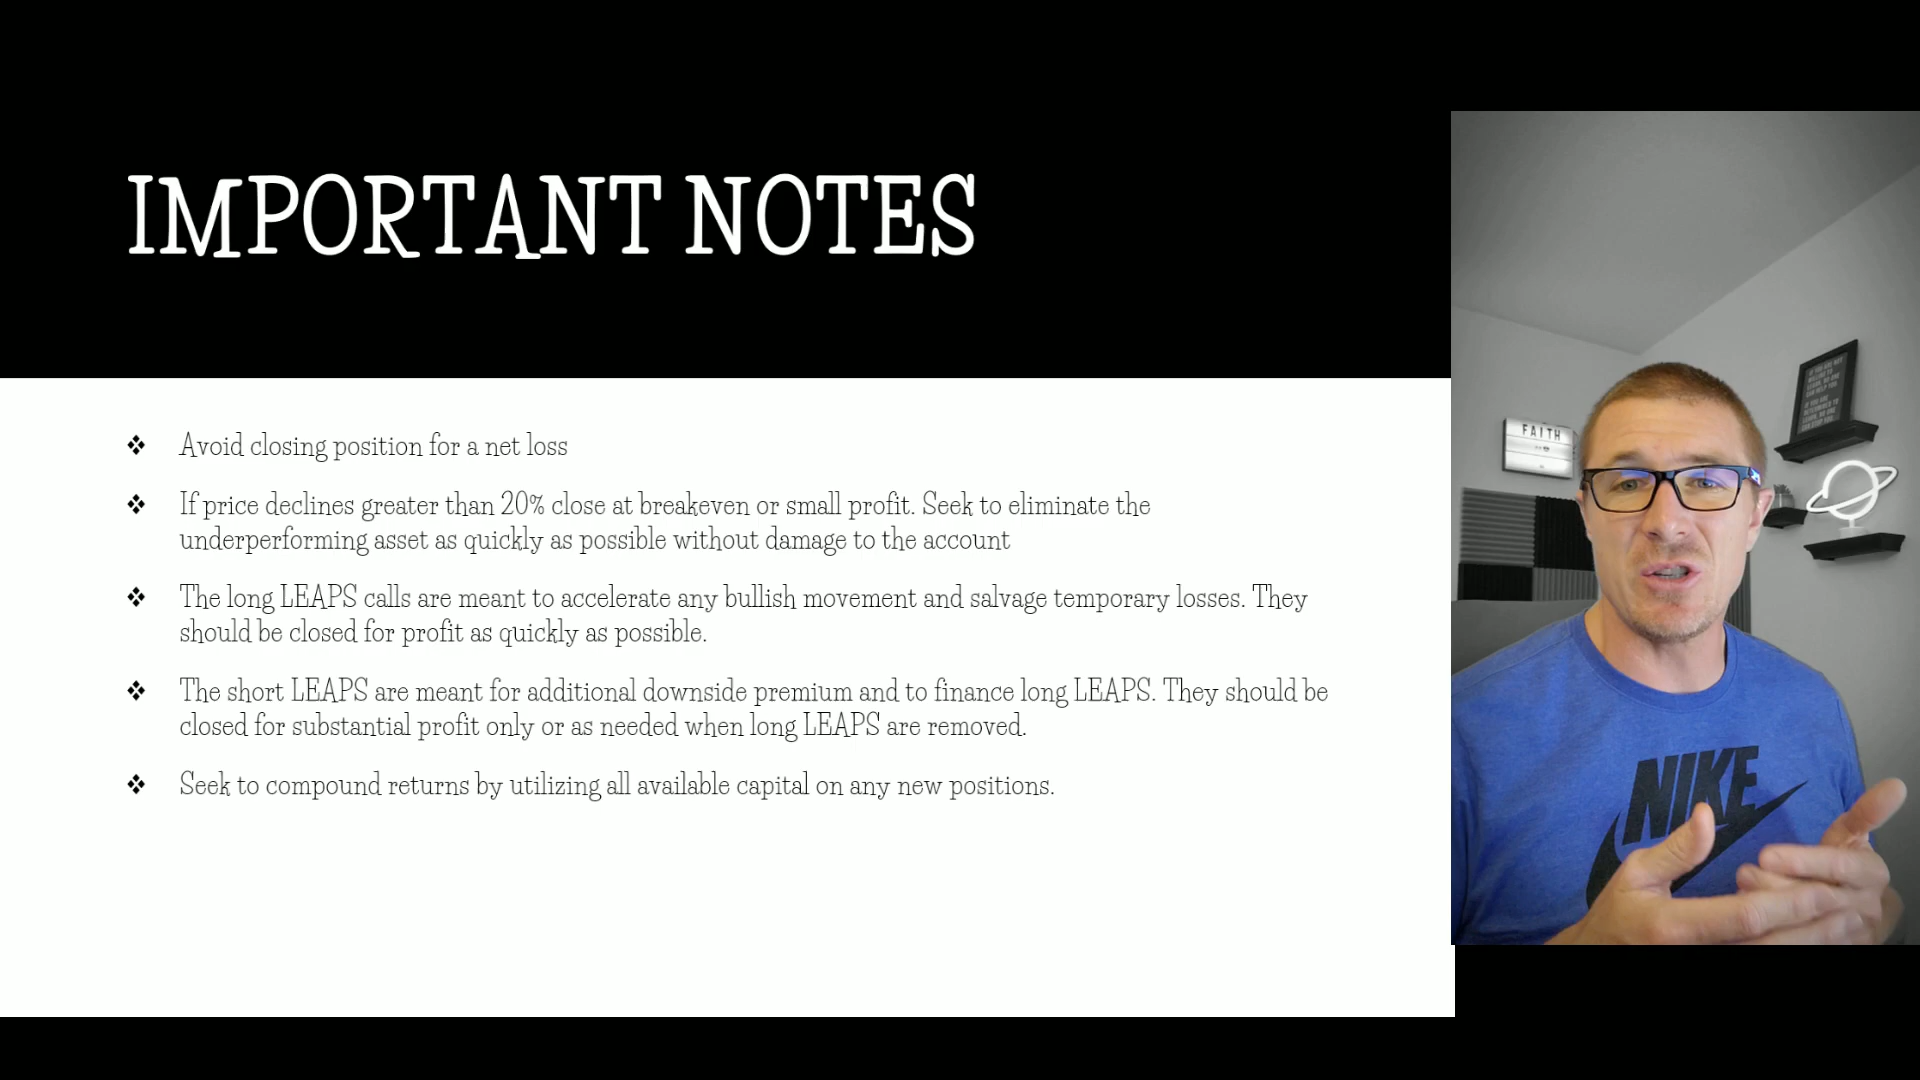 IMPORTANT NOTES
Avoid closing position for a net loss
If price declines greater than 20% close at breakeven or small profit. Seek to eliminate the
underperforming asset as quickly as possible without damage to the account
The long LEAPS calls are meant to accelerate any bullish movement and salvage temporary losses. They
should be closed for profit as quickly as possible.
The short LEAPS are meant for additional downside premium and to finance long LEAPS. They should be
closed for substantial profit only or as needed when long LEAPS are removed.
Seek to compound returns by utilizing all available capital on any new positions.
FAITH
NIKE